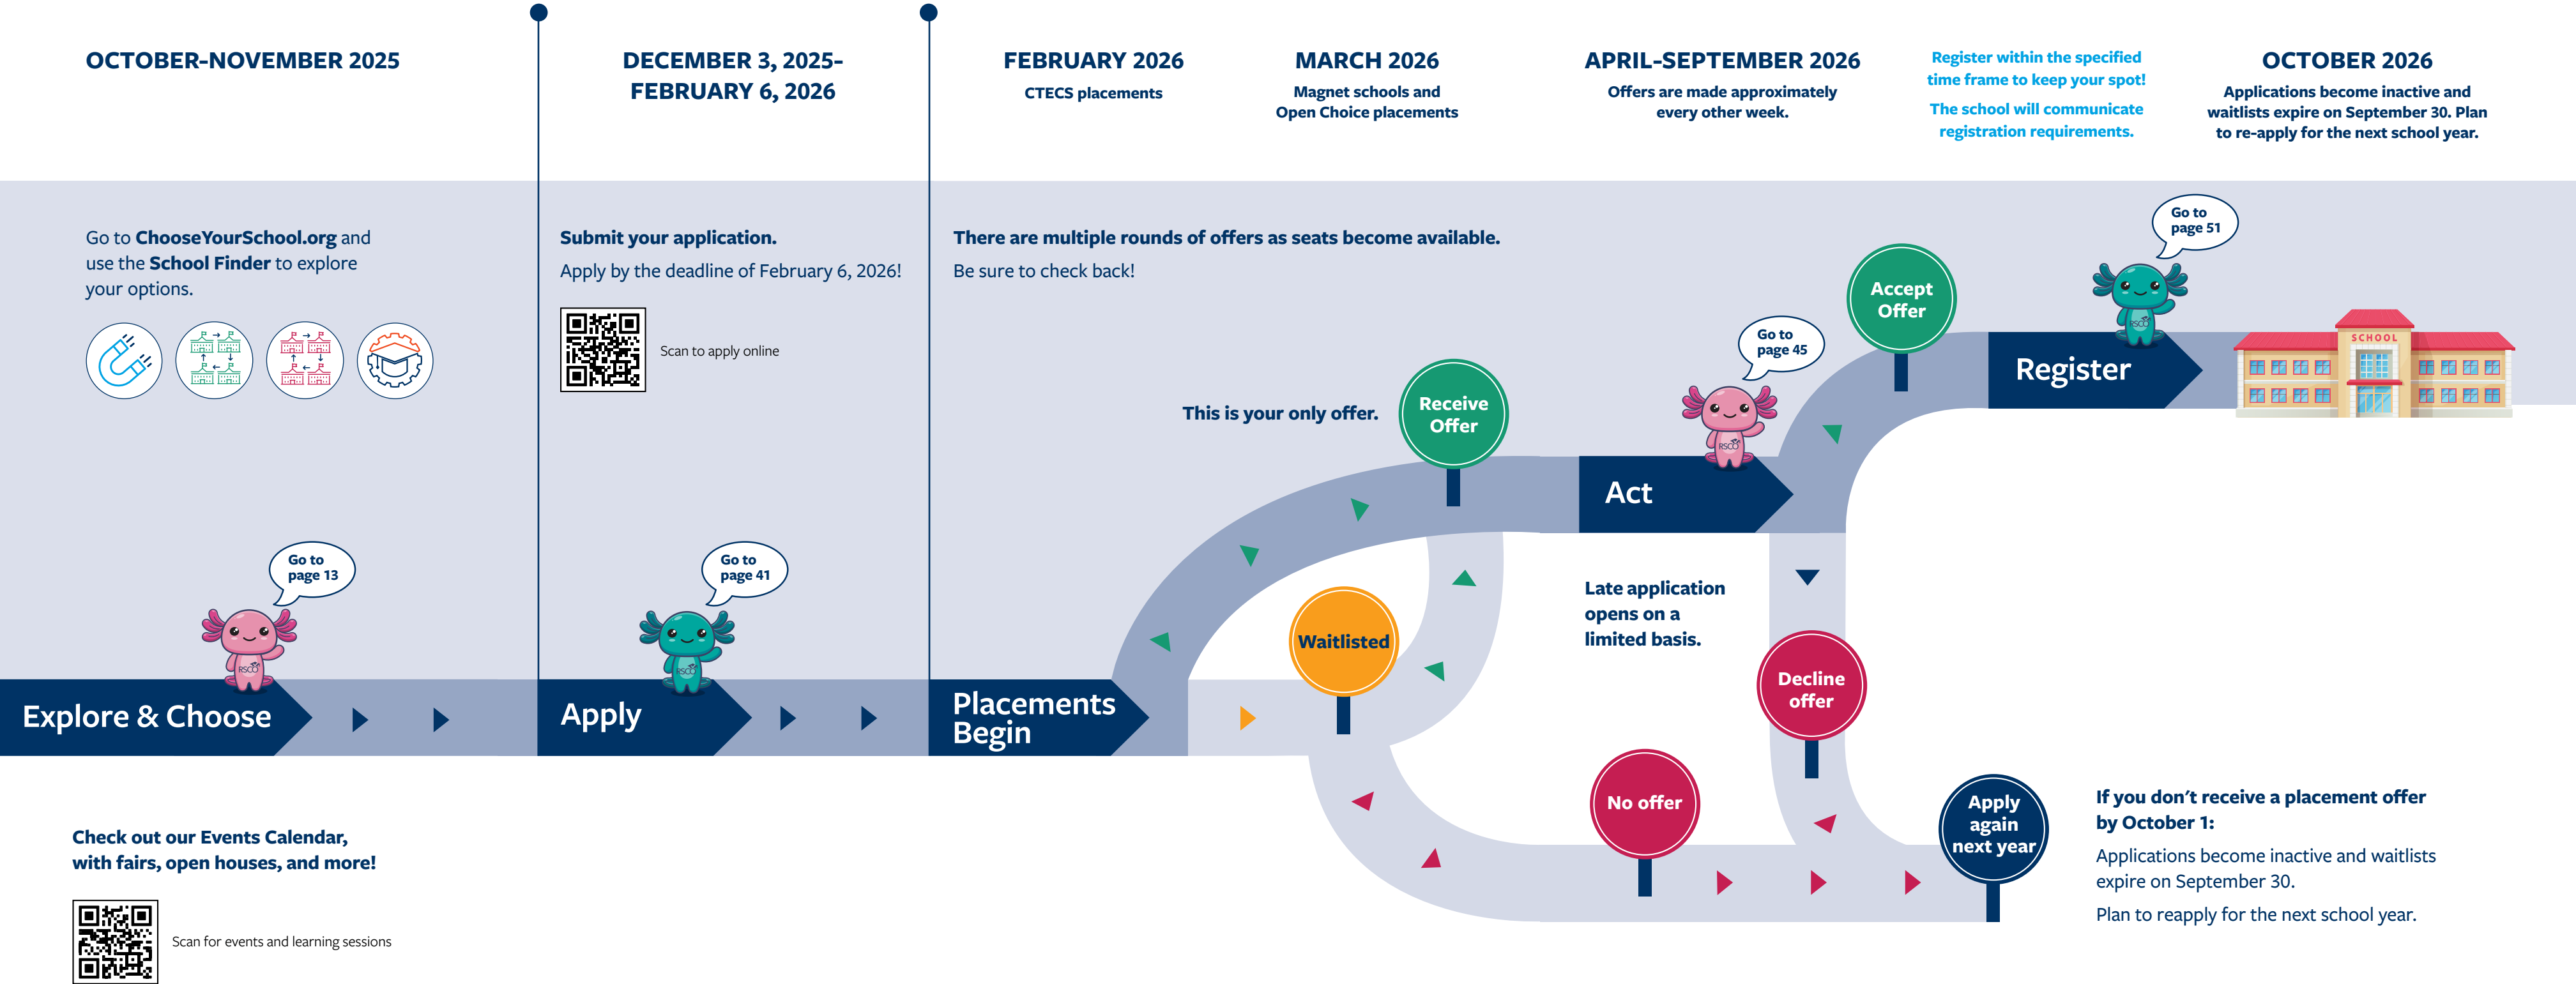 OCTOBER-NOVEMBER 2025
DECEMBER 3, 2025-
FEBRUARY 6, 2026
FEBRUARY 2026
CTECS placements
MARCH 2026
Magnet schools and
Open Choice placements
APRIL-SEPTEMBER 2026
Offers are made approximately
every other week.
Register within the specified
time frame to keep your spot!
The school will communicate
registration requirements.
OCTOBER 2026
Applications become inactive and
waitlists expire on September 30. Plan
to re-apply for the next school year.
Go to ChooseYourSchool.org and
use the School Finder to explore
your options.
Submit your application.
Apply by the deadline of February 6, 2026!
Scan to apply online
There are multiple rounds of offers as seats become available.
Be sure to check back!
This is your only offer.
Receive
Offer
Go to
page 45
RSCO
Act
Accept
Offer
Go to
page 51
RSCO
Register
SCHOOL
Go to
page 13
RSCO
Explore & Choose
Go to
page 41
RSCO
Apply
Placements
Begin
Waitlisted
Late application
opens on a
limited basis.
Decline
offer
No offer
Apply
again
next year
If you don't receive a placement offer
by October 1:
Applications become inactive and waitlists
expire on September 30.
Plan to reapply for the next school year.
Check out our Events Calendar,
with fairs, open houses, and more!
Scan for events and learning sessions